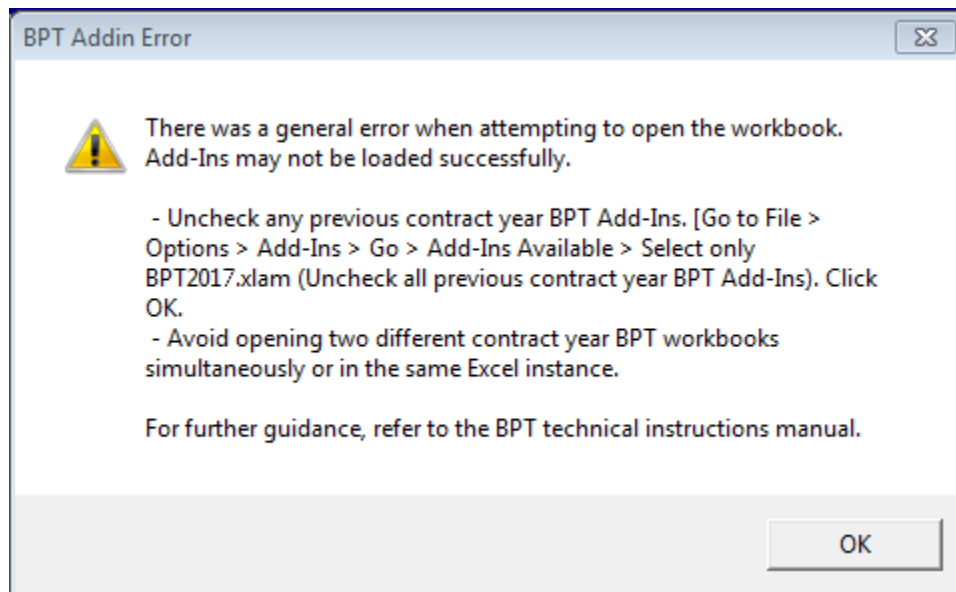 BPT Addin Error
There was a general error when attempting to open the workbook.
Add-Ins may not be loaded successfully.
- Uncheck any previous contract year BPT Add-Ins. [Go to File >
Options > Add-Ins > Go > Add-Ins Available > Select only
BPT2017.xlam (Uncheck all previous contract year BPT Add-Ins). Click
OK.
- Avoid opening two different contract year BPT workbooks
simultaneously or in the same Excel instance.
For further guidance, refer to the BPT technical instructions manual.
OK